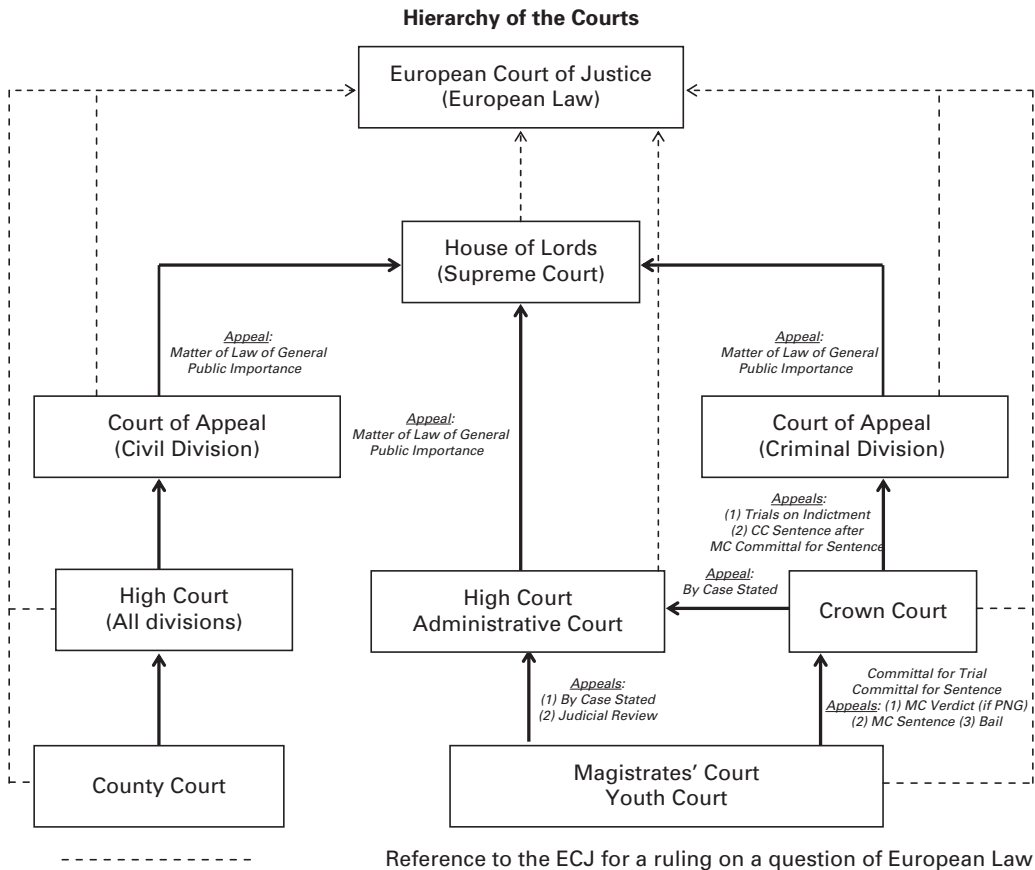 Hierarchy of the Courts
European Court of Justice
(European Law)
House of Lords
(Supreme Court)
Appeal:
Matter of Law of General
Public Importance
Appeal:
Matter of Law of General
Public Importance
Court of Appeal
(Civil Division)
Appeal:
Matter of Law of General
Public Importance
Court of Appeal
(Criminal Division)
Appeals:
(1) Trials on Indictment
(2) CC Sentence after
MC Committal for Sentence
High Court
(All divisions)
High Court
Administrative Court
Appeal:
By Case Stated
Crown Court
Appeals:
(1) By Case Stated
(2) Judicial Review
Committal for Trial
Committal for Sentence
Appeals: (1) MC Verdict (if PNG)
(2) MC Sentence (3) Bail
County Court
Magistrates’ Court
Youth Court
Reference to the ECJ for a ruling on a question of European Law